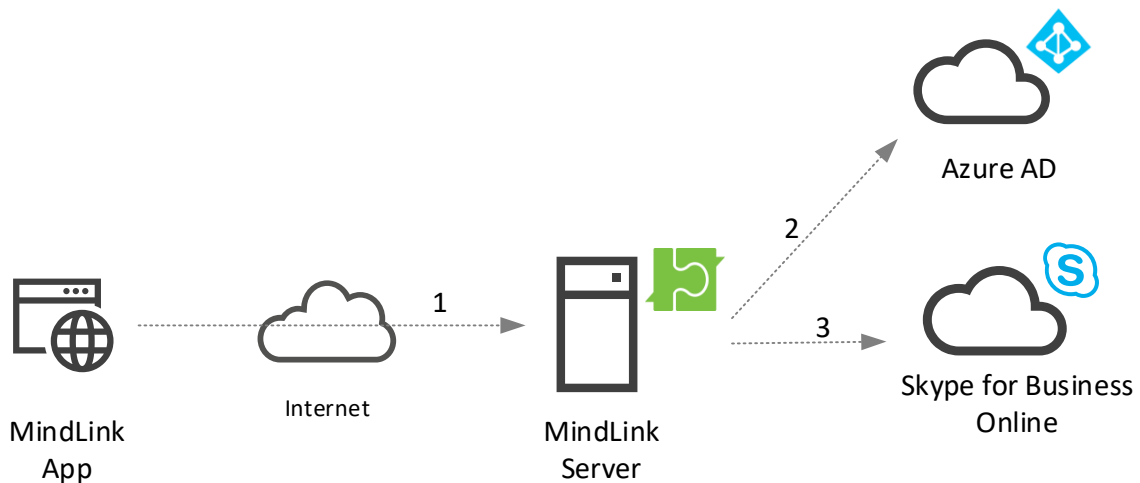 Azure AD
2
S
1
3
Internet
Skype for Business
Online
MindLink
App
MindLink
Server